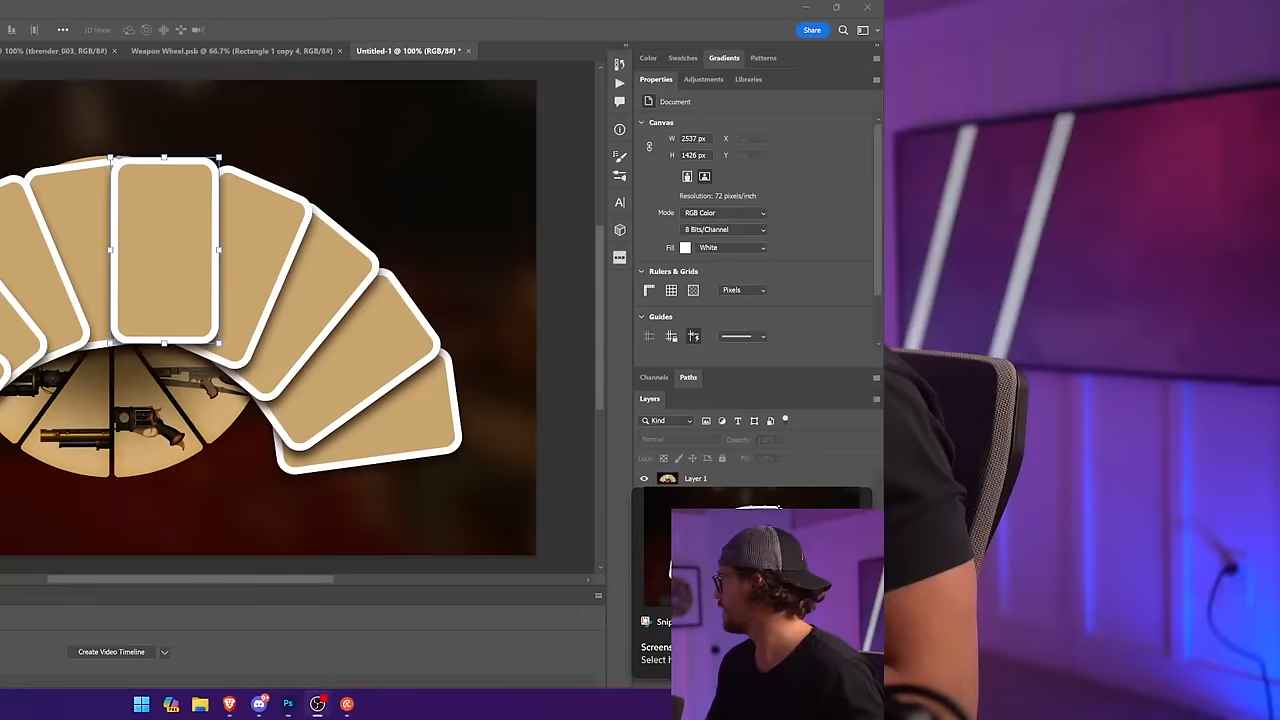 3D Mode:
Share
@ 100% (tbrender_003, RGB/8#) ×
Weapon Wheel.psb @ 66.7% (Rectangle 1 copy 4, RGB/8#) ×
Untitled-1 @ 100% (RGB/8#) * ×
Color Swatches Gradients Patterns
Properties Adjustments Libraries
Document
Canvas
W 2537 px X
H 1426 px Y
Resolution: 72 pixels/inch
Mode RGB Color
8 Bits/Channel
Fill White
Rulers & Grids
Pixels
Guides
Channels Paths
Layers
Kind
Normal Opacity: 100%
Lock: Fill: 100%
Layer 1
Snip
Screens
Select h
Create Video Timeline